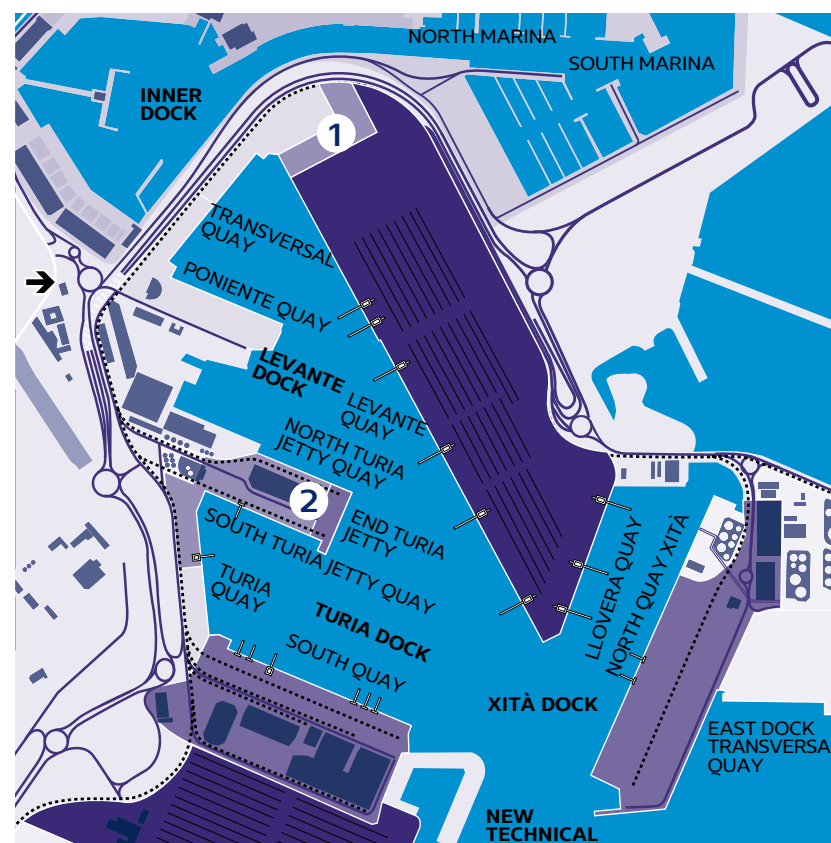 NORTH MARINA
SOUTH MARINA
INNER
DOCK
1
TRANSVERSAL
QUAY
PONIENTE QUAY
LEVANTE
DOCK
LEVANTE
QUAY
NORTH TURIA
JETTY QUAY
2
END TURIA
JETTY
SOUTH TURIA JETTY QUAY
TURIA
QUAY
TURIA DOCK
SOUTH QUAY
LLOVERA QUAY
NORTH QUAY XITÀ
XITÀ DOCK
EAST DOCK
TRANSVERSA
QUAY
NEW
TECHNICAL